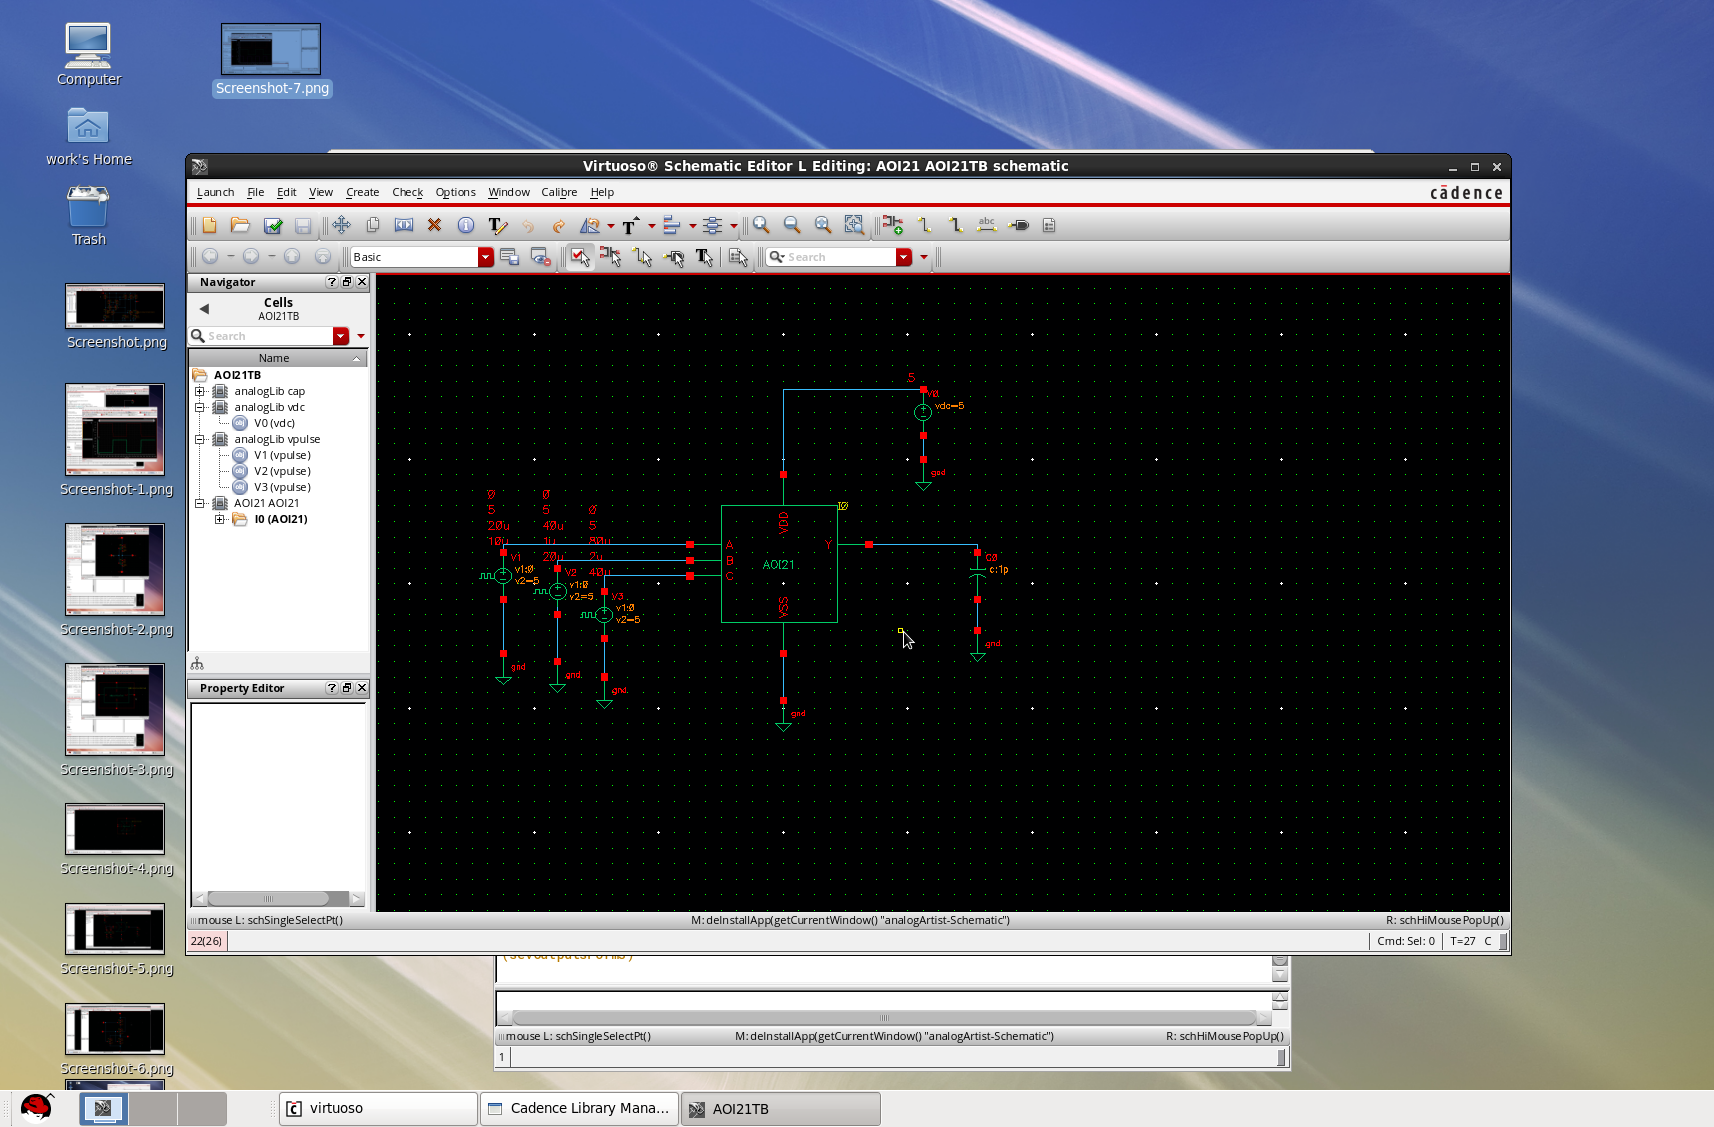 Computer
Screenshot-7.png
work's Home
Trash
Screenshot.png
Screenshot-1.png
Screenshot-2.png
Screenshot-3.png
Screenshot-4.png
Screenshot-5.png
Screenshot-6.png
Virtuoso® Schematic Editor L Editing: AOI21 AOI21TB schematic
Launch File Edit View Create Check Options Window Calibre Help
cādence
abc
Basic
Search
Navigator
Cells
AOI21TB
Search
Name
AOI21TB
analogLib cap
analogLib vdc
V0 (vdc)
analogLib vpulse
V1 (vpulse)
V2 (vpulse)
V3 (vpulse)
AOI21 AOI21
I0 (AOI21)
Property Editor
5
V0
vdc=5
gnd
0
5
20u
10u
V1
v1:0
v2=5
gnd
0
5
40u
1u
20u
V2
v1:0
v2=5
gnd
0
5
80u
2u
40u
V3
v1:0
v2=5
gnd
I0
VDD
A
B
C
Y
AOI21
VSS
gnd
C0
c:1p
gnd
mouse L: schSingleSelectPt() M: deInstallApp(getCurrentWindow() "analogArtist-Schematic") R: schHiMousePopUp()
22(26) Cmd: Sel: 0 T=27 C
mouse L: schSingleSelectPt() M: deInstallApp(getCurrentWindow() "analogArtist-Schematic") R: schHiMousePopUp()
1
virtuoso
Cadence Library Mana...
AOI21TB